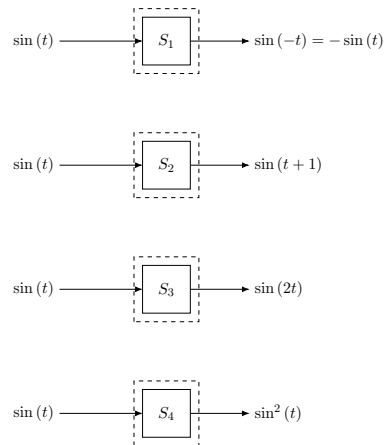 sin (t) S₁ sin (−t) = − sin (t)
sin (t) S₂ sin (t + 1)
sin (t) S₃ sin (2t)
sin (t) S₄ sin² (t)